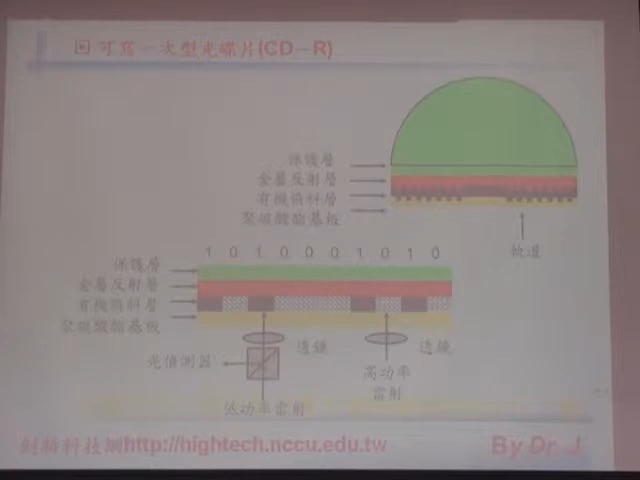 回 可寫一次型光碟片(CD－R)
保護層
金屬反射層
有機染料層
聚碳酸酯基板
軌道
1 0 1 0 0 0 1 0 1 0
保護層
金屬反射層
有機染料層
聚碳酸酯基板
透鏡
透鏡
光偵測器
高功率
雷射
低功率雷射
創新科技網http://hightech.nccu.edu.tw
By Dr. J